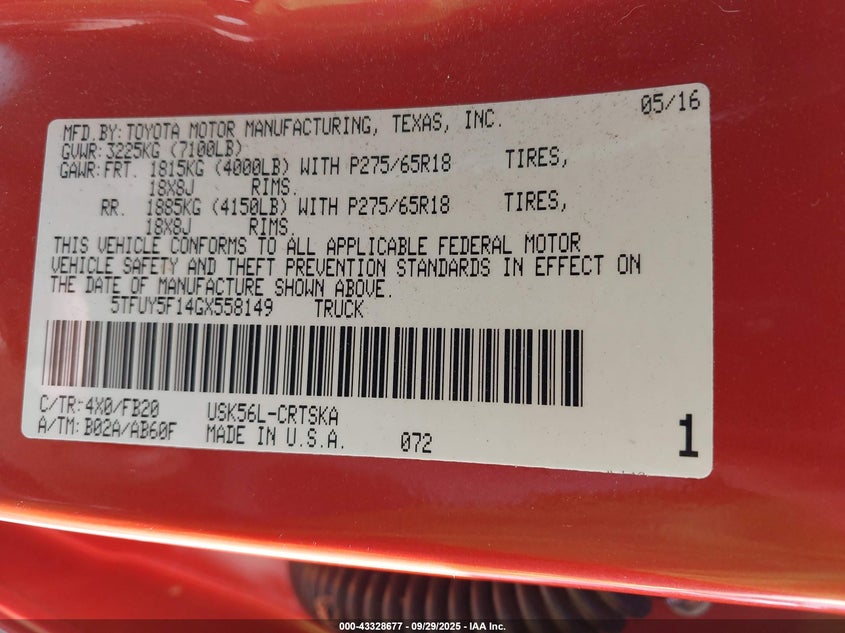 05/16
MFD.BY:TOYOTA MOTOR MANUFACTURING, TEXAS, INC.
GVWR:3225KG (7100LB)
GAWR:FRT. 1815KG (4000LB) WITH P275/65R18 TIRES,
18X8J RIMS.
RR. 1885KG (4150LB) WITH P275/65R18 TIRES,
18X8J RIMS.
THIS VEHICLE CONFORMS TO ALL APPLICABLE FEDERAL MOTOR
VEHICLE SAFETY AND THEFT PREVENTION STANDARDS IN EFFECT ON
THE DATE OF MANUFACTURE SHOWN ABOVE.
5TFUY5F14GX558149 TRUCK
C/TR:4X0/FB20 USK56L-CRTSKA
A/TM:B02A/AB60F MADE IN U.S.A. 072 1
000-43328677 - 09/29/2025 - IAA Inc.